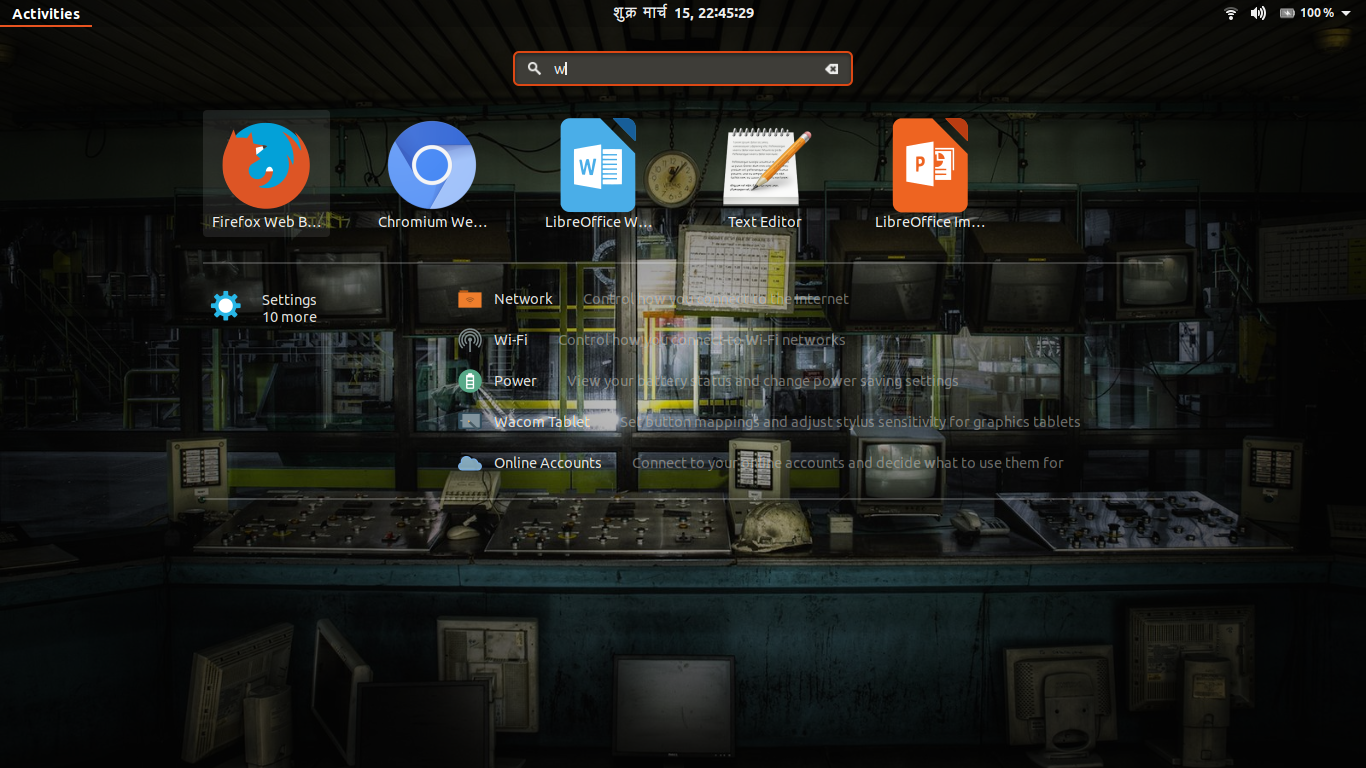 Activities
शुक्र मार्च 15, 22:45:29
100 %
w
Firefox Web B…
Chromium We…
LibreOffice W…
Text Editor
LibreOffice Im…
W
P
Settings
10 more
Network Control how you connect to the Internet
Wi-Fi Control how you connect to Wi-Fi networks
Power View your battery status and change power saving settings
Wacom Tablet Set button mappings and adjust stylus sensitivity for graphics tablets
Online Accounts Connect to your online accounts and decide what to use them for